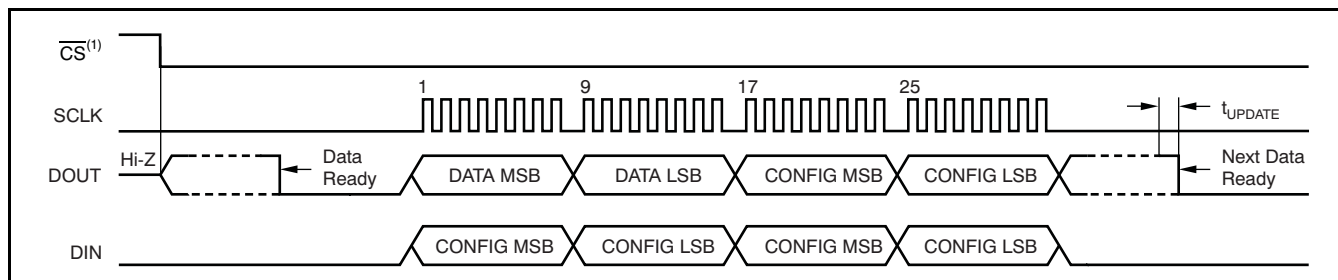 CS(1)
1 9 17 25
SCLK
tUPDATE
Hi-Z
DOUT
Data Ready
DATA MSB DATA LSB CONFIG MSB CONFIG LSB
Next Data Ready
DIN
CONFIG MSB CONFIG LSB CONFIG MSB CONFIG LSB